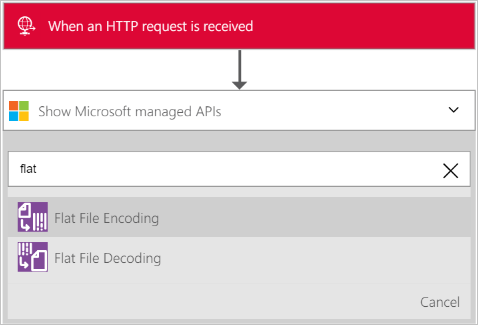 When an HTTP request is received
Show Microsoft managed APIs
flat
Flat File Encoding
Flat File Decoding
Cancel